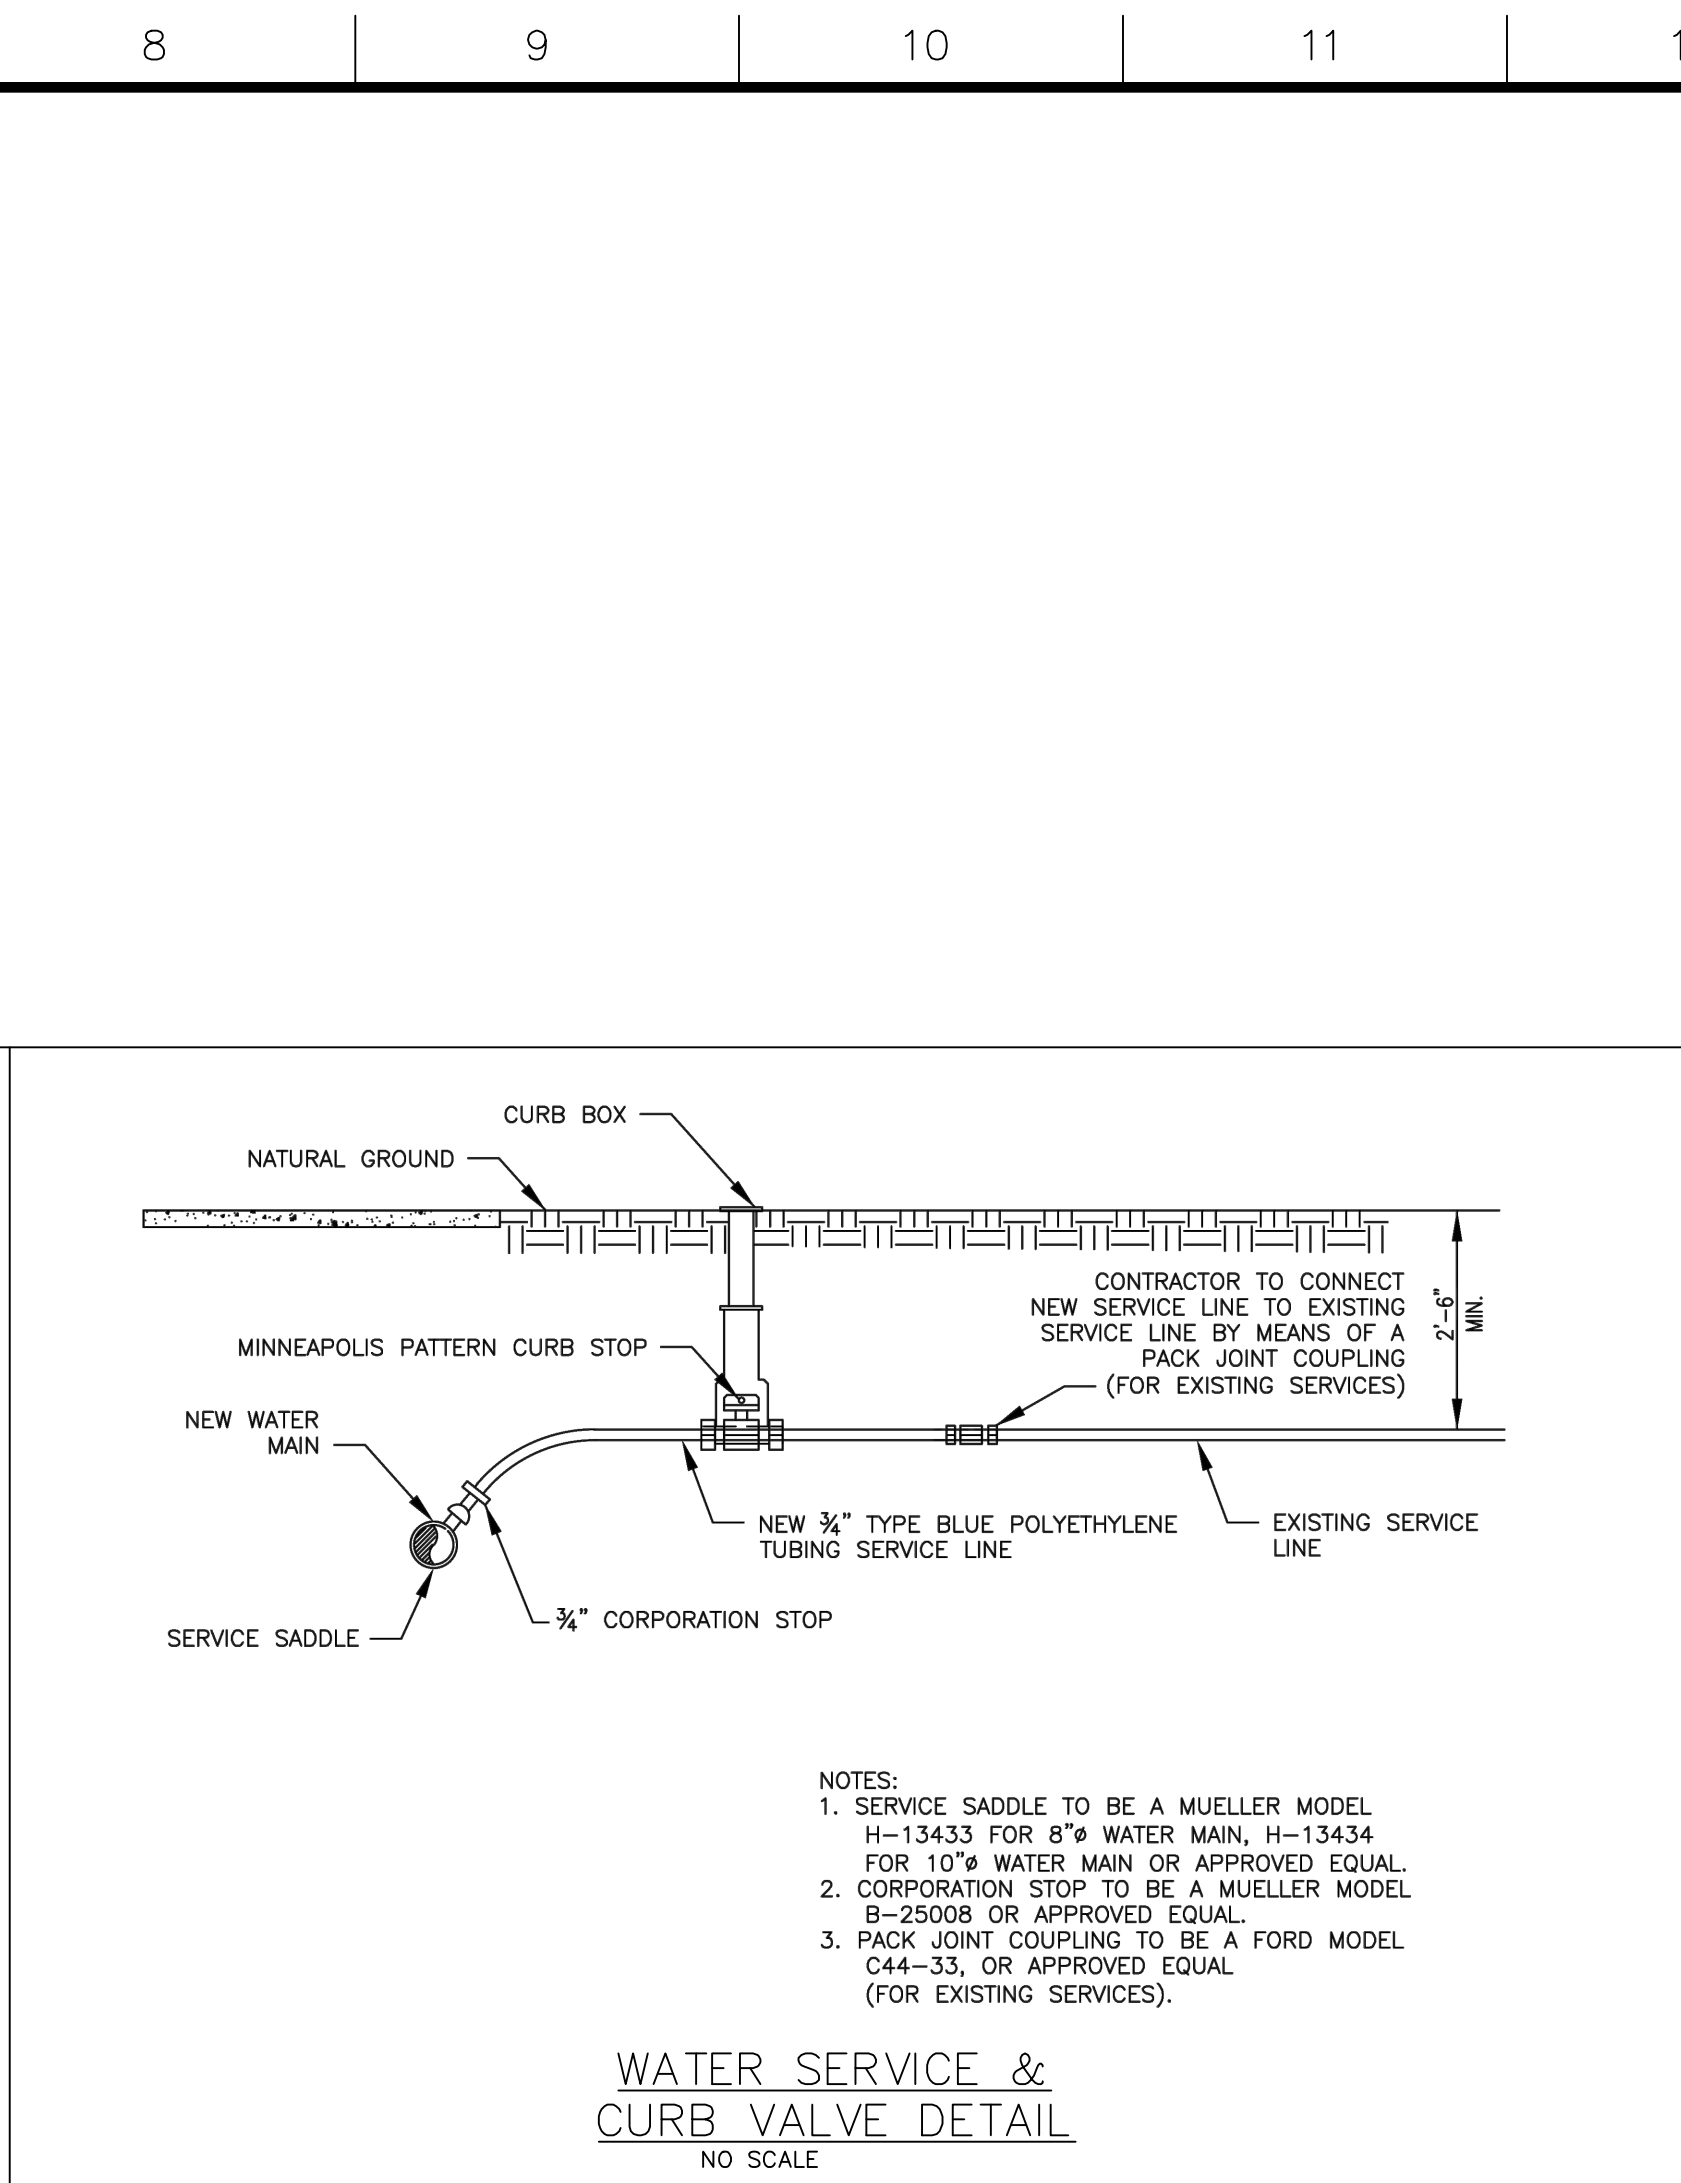 8 9 10 11
CURB BOX
NATURAL GROUND
CONTRACTOR TO CONNECT
NEW SERVICE LINE TO EXISTING
SERVICE LINE BY MEANS OF A
PACK JOINT COUPLING
(FOR EXISTING SERVICES)
2'-6"
MIN.
MINNEAPOLIS PATTERN CURB STOP
NEW WATER
MAIN
NEW ¾" TYPE BLUE POLYETHYLENE
TUBING SERVICE LINE
EXISTING SERVICE
LINE
¾" CORPORATION STOP
SERVICE SADDLE
NOTES:
1. SERVICE SADDLE TO BE A MUELLER MODEL
H-13433 FOR 8"ø WATER MAIN, H-13434
FOR 10"ø WATER MAIN OR APPROVED EQUAL.
2. CORPORATION STOP TO BE A MUELLER MODEL
B-25008 OR APPROVED EQUAL.
3. PACK JOINT COUPLING TO BE A FORD MODEL
C44-33, OR APPROVED EQUAL
(FOR EXISTING SERVICES).
WATER SERVICE &
CURB VALVE DETAIL
NO SCALE